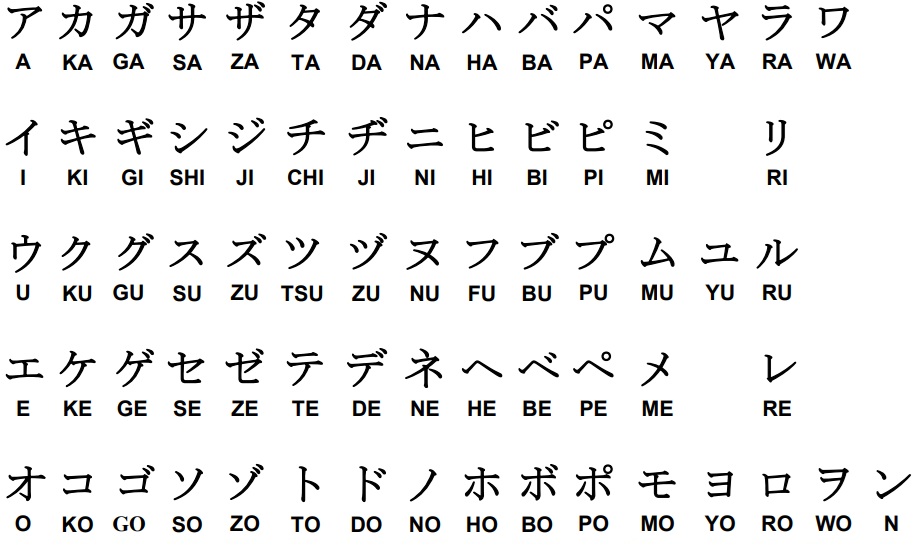 ア カ ガ サ ザ タ ダ ナ ハ バ パ マ ヤ ラ ワ
A KA GA SA ZA TA DA NA HA BA PA MA YA RA WA
イ キ ギ シ ジ チ ヂ ニ ヒ ビ ピ ミ リ
I KI GI SHI JI CHI JI NI HI BI PI MI RI
ウ ク グ ス ズ ツ ヅ ヌ フ ブ プ ム ユ ル
U KU GU SU ZU TSU ZU NU FU BU PU MU YU RU
エ ケ ゲ セ ゼ テ デ ネ ヘ ベ ペ メ レ
E KE GE SE ZE TE DE NE HE BE PE ME RE
オ コ ゴ ソ ゾ ト ド ノ ホ ボ ポ モ ヨ ロ ヲ ン
O KO GO SO ZO TO DO NO HO BO PO MO YO RO WO N